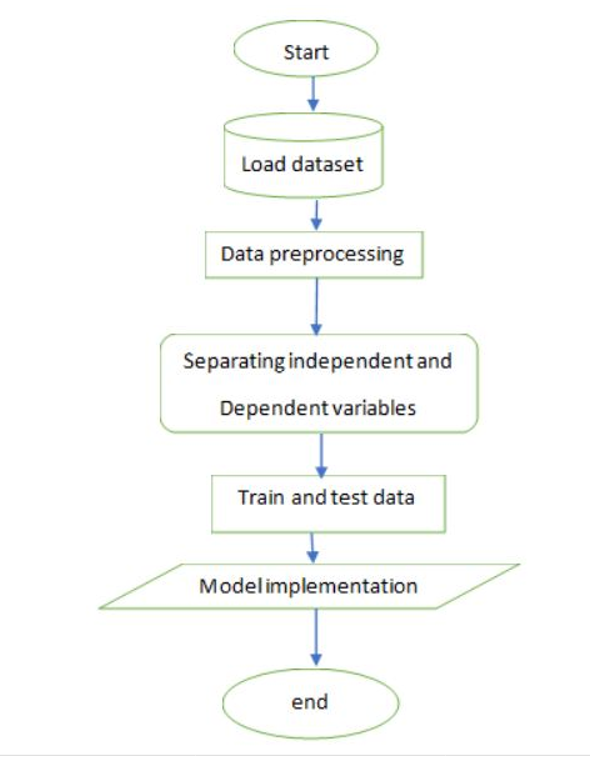 Start
Load dataset
Data preprocessing
Separating independent and
Dependent variables
Train and test data
Model implementation
end